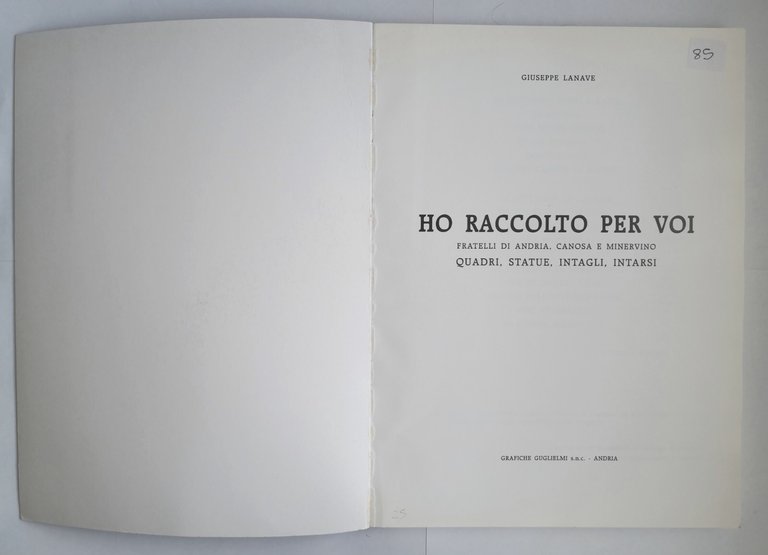 85
GIUSEPPE LANAVE
HO RACCOLTO PER VOI
FRATELLI DI ANDRIA, CANOSA E MINERVINO
QUADRI, STATUE, INTAGLI, INTARSI
GRAFICHE GUGLIELMI s.n.c. - ANDRIA